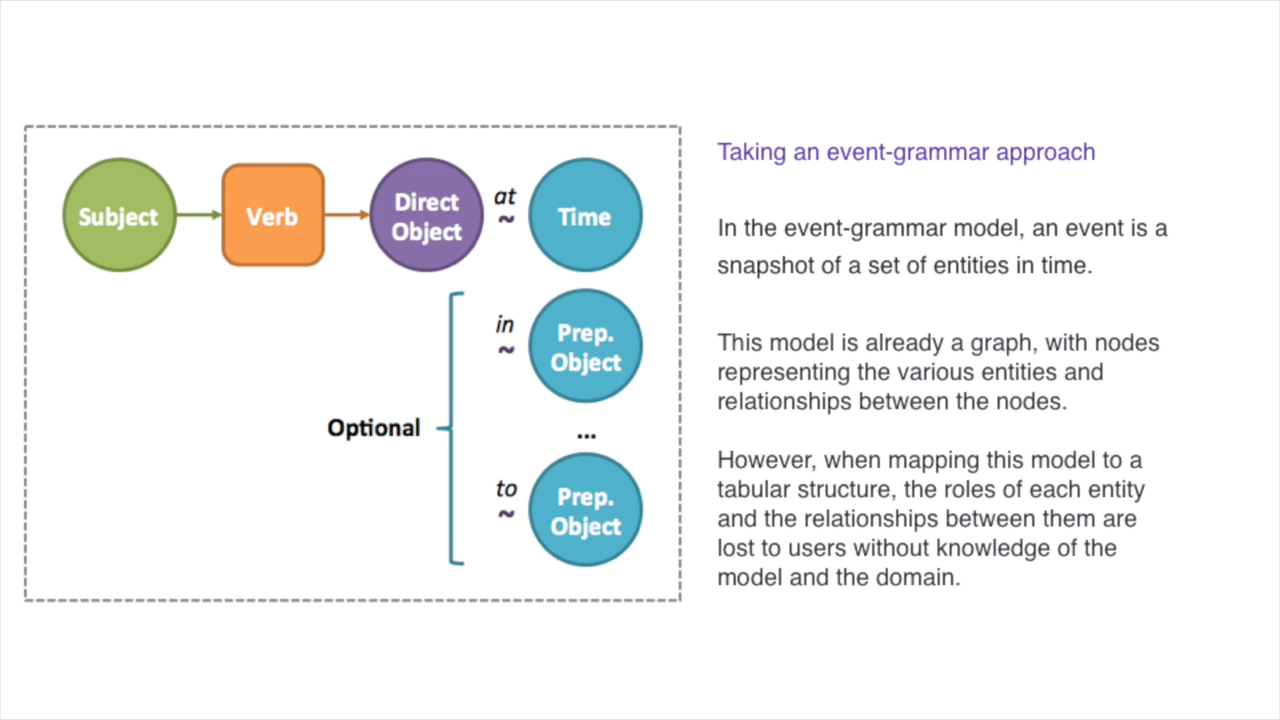 Subject
Verb
Direct
Object
at
~
Time
in
~
Prep.
Object
Optional
...
to
~
Prep.
Object
Taking an event-grammar approach
In the event-grammar model, an event is a
snapshot of a set of entities in time.
This model is already a graph, with nodes
representing the various entities and
relationships between the nodes.
However, when mapping this model to a
tabular structure, the roles of each entity
and the relationships between them are
lost to users without knowledge of the
model and the domain.